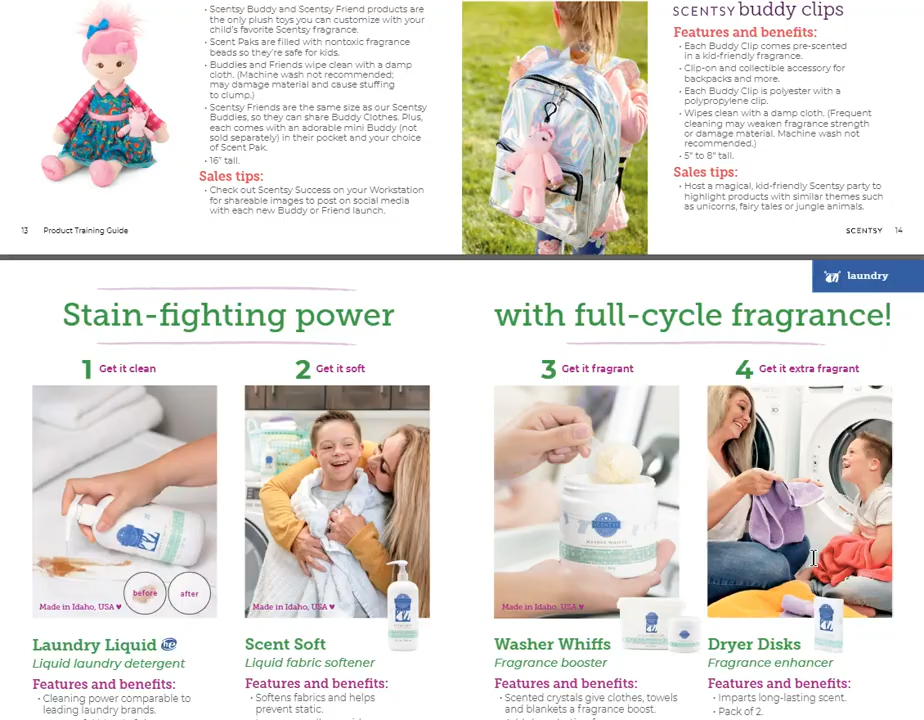 • Scentsy Buddy and Scentsy Friend products are
the only plush toys you can customize with your
child's favorite Scentsy fragrance.
• Scent Paks are filled with nontoxic fragrance
beads so they're safe for kids.
• Buddies and Friends wipe clean with a damp
cloth. (Machine wash not recommended;
may damage material and cause stuffing
to clump.)
• Scentsy Friends are the same size as our Scentsy
Buddies, so they can share Buddy Clothes. Plus,
each comes with an adorable mini Buddy (not
sold separately) in their pocket and your choice
of Scent Pak.
• 16" tall.
Sales tips:
• Check out Scentsy Success on your Workstation
for shareable images to post on social media
with each new Buddy or Friend launch.
13 Product Training Guide
SCENTSY buddy clips
Features and benefits:
• Each Buddy Clip comes pre-scented
in a kid-friendly fragrance.
• Clip-on and collectible accessory for
backpacks and more.
• Each Buddy Clip is polyester with a
polypropylene clip.
• Wipes clean with a damp cloth. (Frequent
cleaning may weaken fragrance strength
or damage material. Machine wash not
recommended.)
• 5" to 8" tall.
Sales tips:
• Host a magical, kid-friendly Scentsy party to
highlight products with similar themes such
as unicorns, fairy tales or jungle animals.
SCENTSY 14
laundry
Stain-fighting power
with full-cycle fragrance!
1 Get it clean
2 Get it soft
3 Get it fragrant
4 Get it extra fragrant
before
after
Made in Idaho, USA ♥
Made in Idaho, USA ♥
SCENTSY
WASHER WHIFFS
Made in Idaho, USA ♥
Laundry Liquid he
Liquid laundry detergent
Features and benefits:
• Cleaning power comparable to
leading laundry brands.
Scent Soft
Liquid fabric softener
Features and benefits:
• Softens fabrics and helps
prevent static.
Washer Whiffs
Fragrance booster
Features and benefits:
• Scented crystals give clothes, towels
and blankets a fragrance boost.
Dryer Disks
Fragrance enhancer
Features and benefits:
• Imparts long-lasting scent.
• Pack of 2.